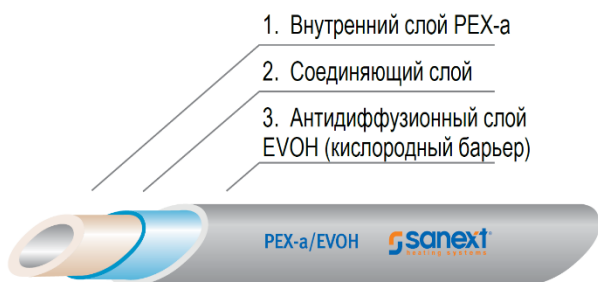 1. Внутренний слой PEX-a
2. Соединяющий слой
3. Антидиффузионный слой
EVOH (кислородный барьер)
PEX-a/EVOH sanext
heating systems